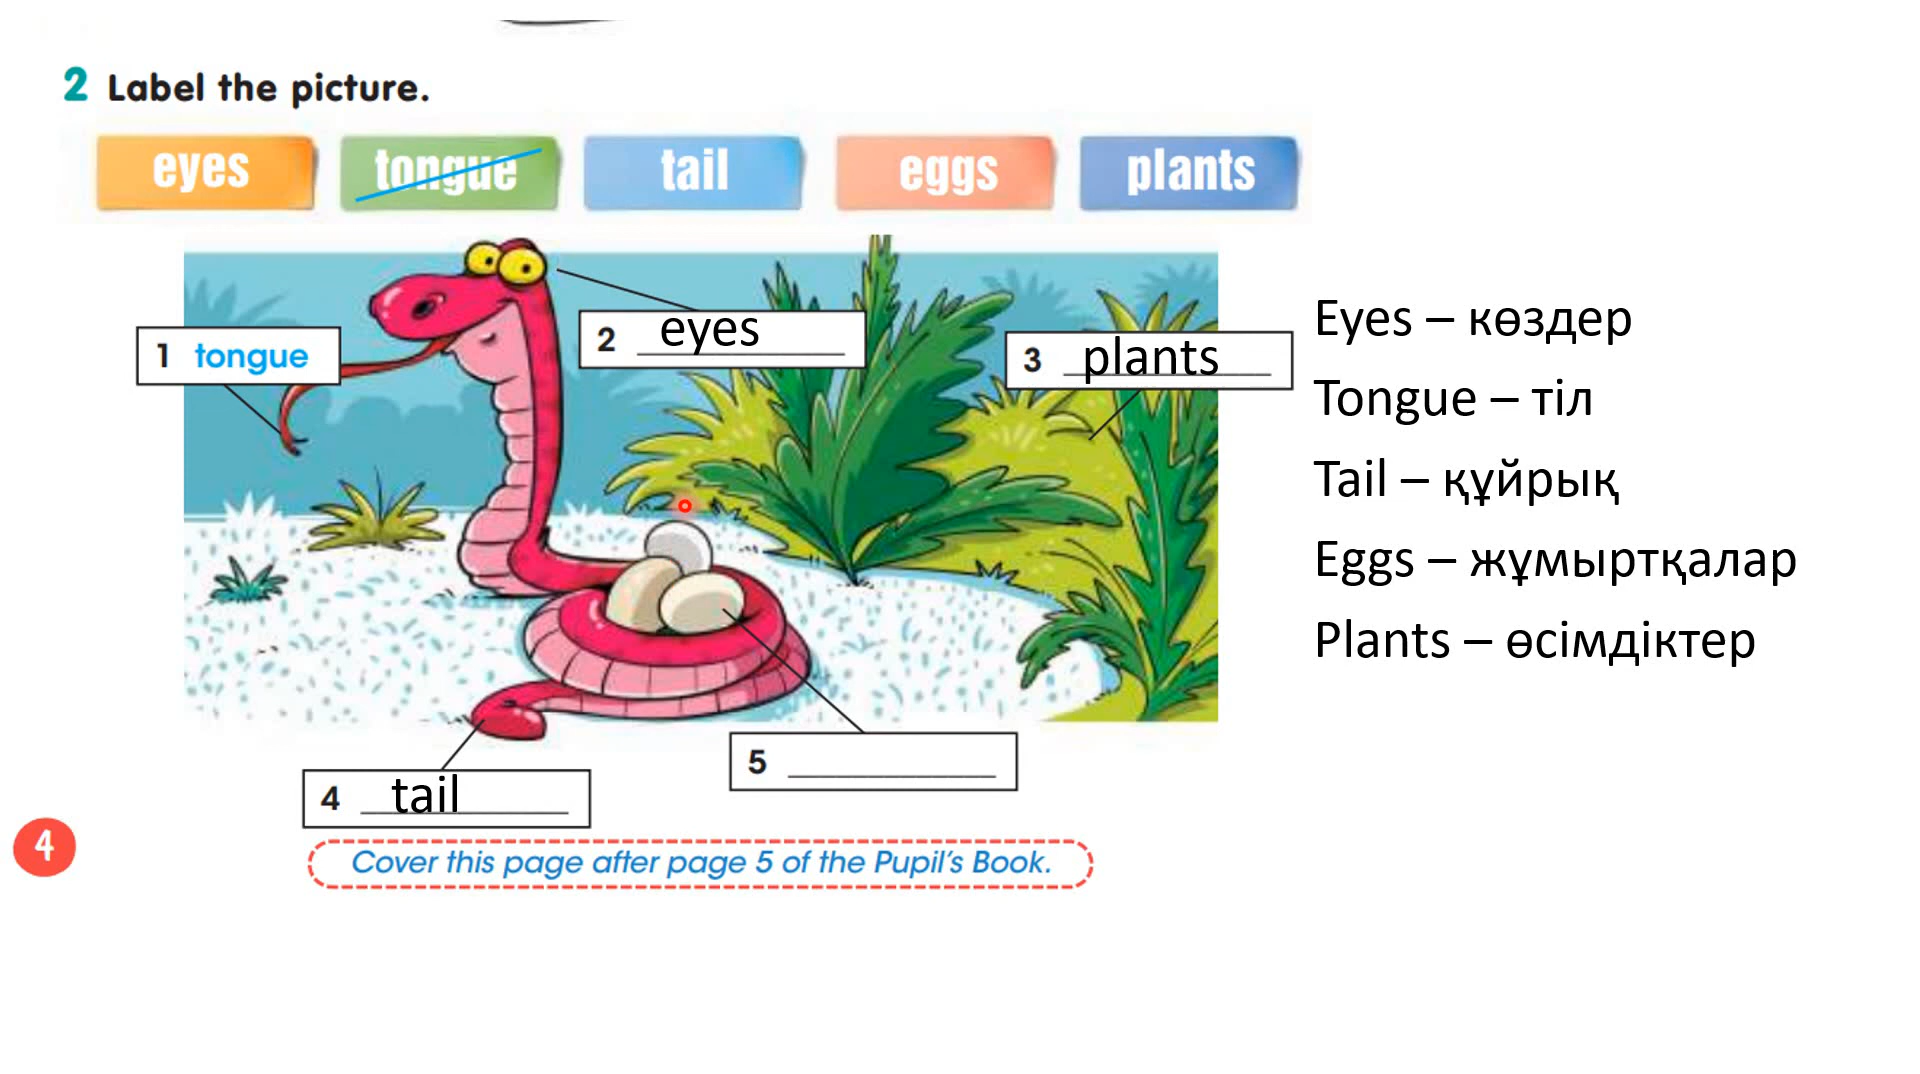 2 Label the picture.
eyes tongue tail eggs plants
1 tongue
2 eyes
3 plants
4 tail
5
Eyes – көздер
Tongue – тіл
Tail – құйрық
Eggs – жұмыртқалар
Plants – өсімдіктер
4
Cover this page after page 5 of the Pupil's Book.